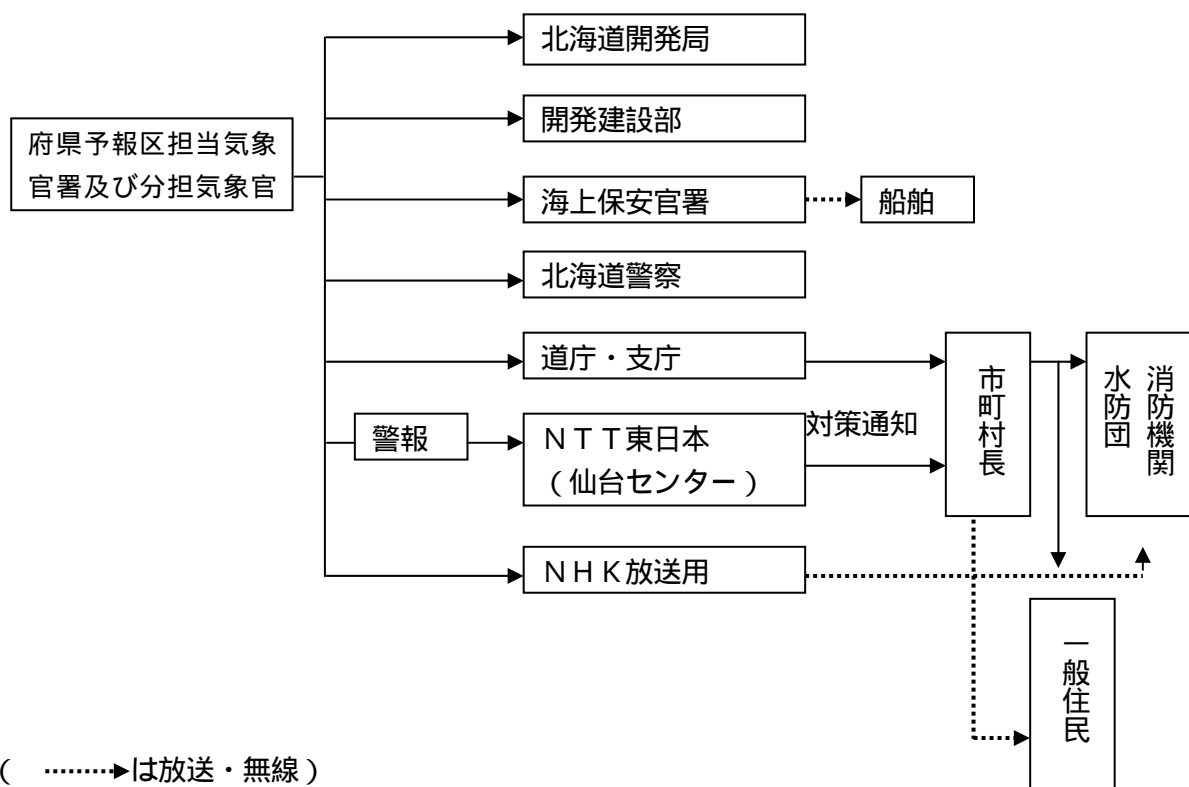 北海道開発局
府県予報区担当気象
官署及び分担気象官
開発建設部
海上保安官署
船舶
北海道警察
道庁・支庁
警報
ＮＴＴ東日本
（仙台センター）
対策通知
市町村長
消防機関
水防団
ＮＨＫ放送用
一般住民
（ は放送・無線）